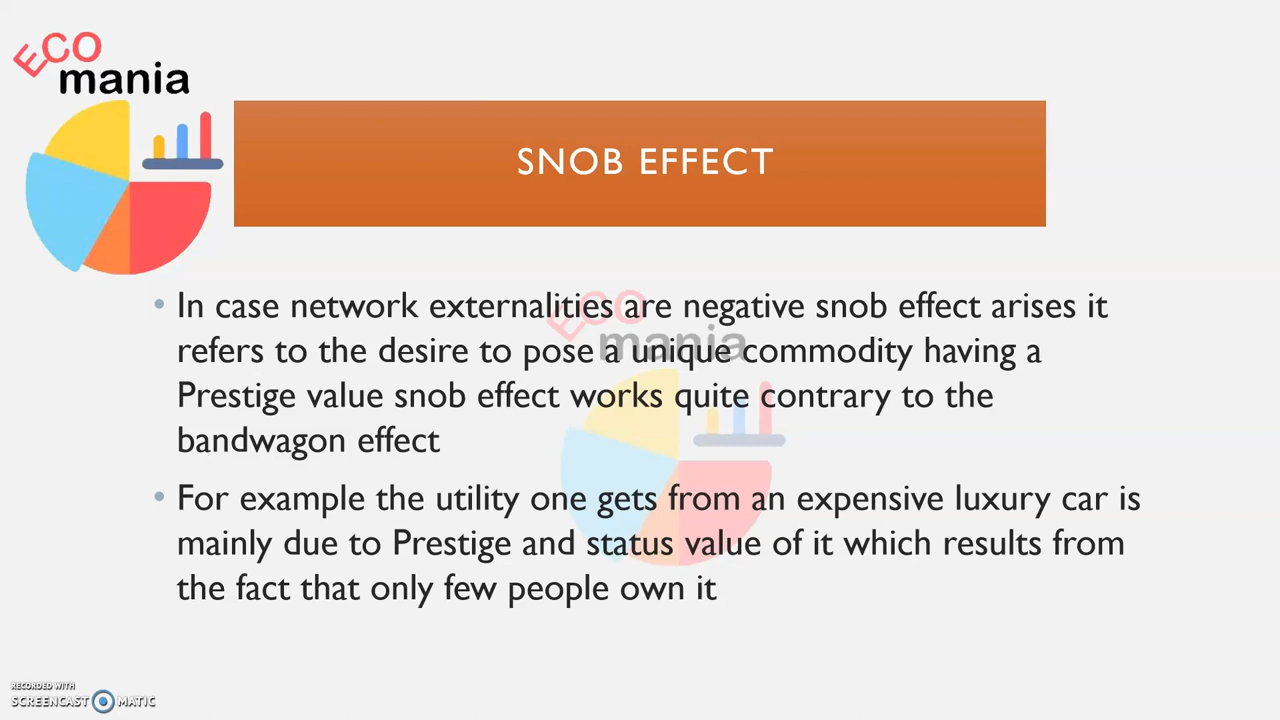 ECO
mania
SNOB EFFECT
• In case network externalities are negative snob effect arises it
refers to the desire to pose a unique commodity having a
Prestige value snob effect works quite contrary to the
bandwagon effect
• For example the utility one gets from an expensive luxury car is
mainly due to Prestige and status value of it which results from
the fact that only few people own it
ECO
mania
RECORDED WITH
SCREENCAST MATIC